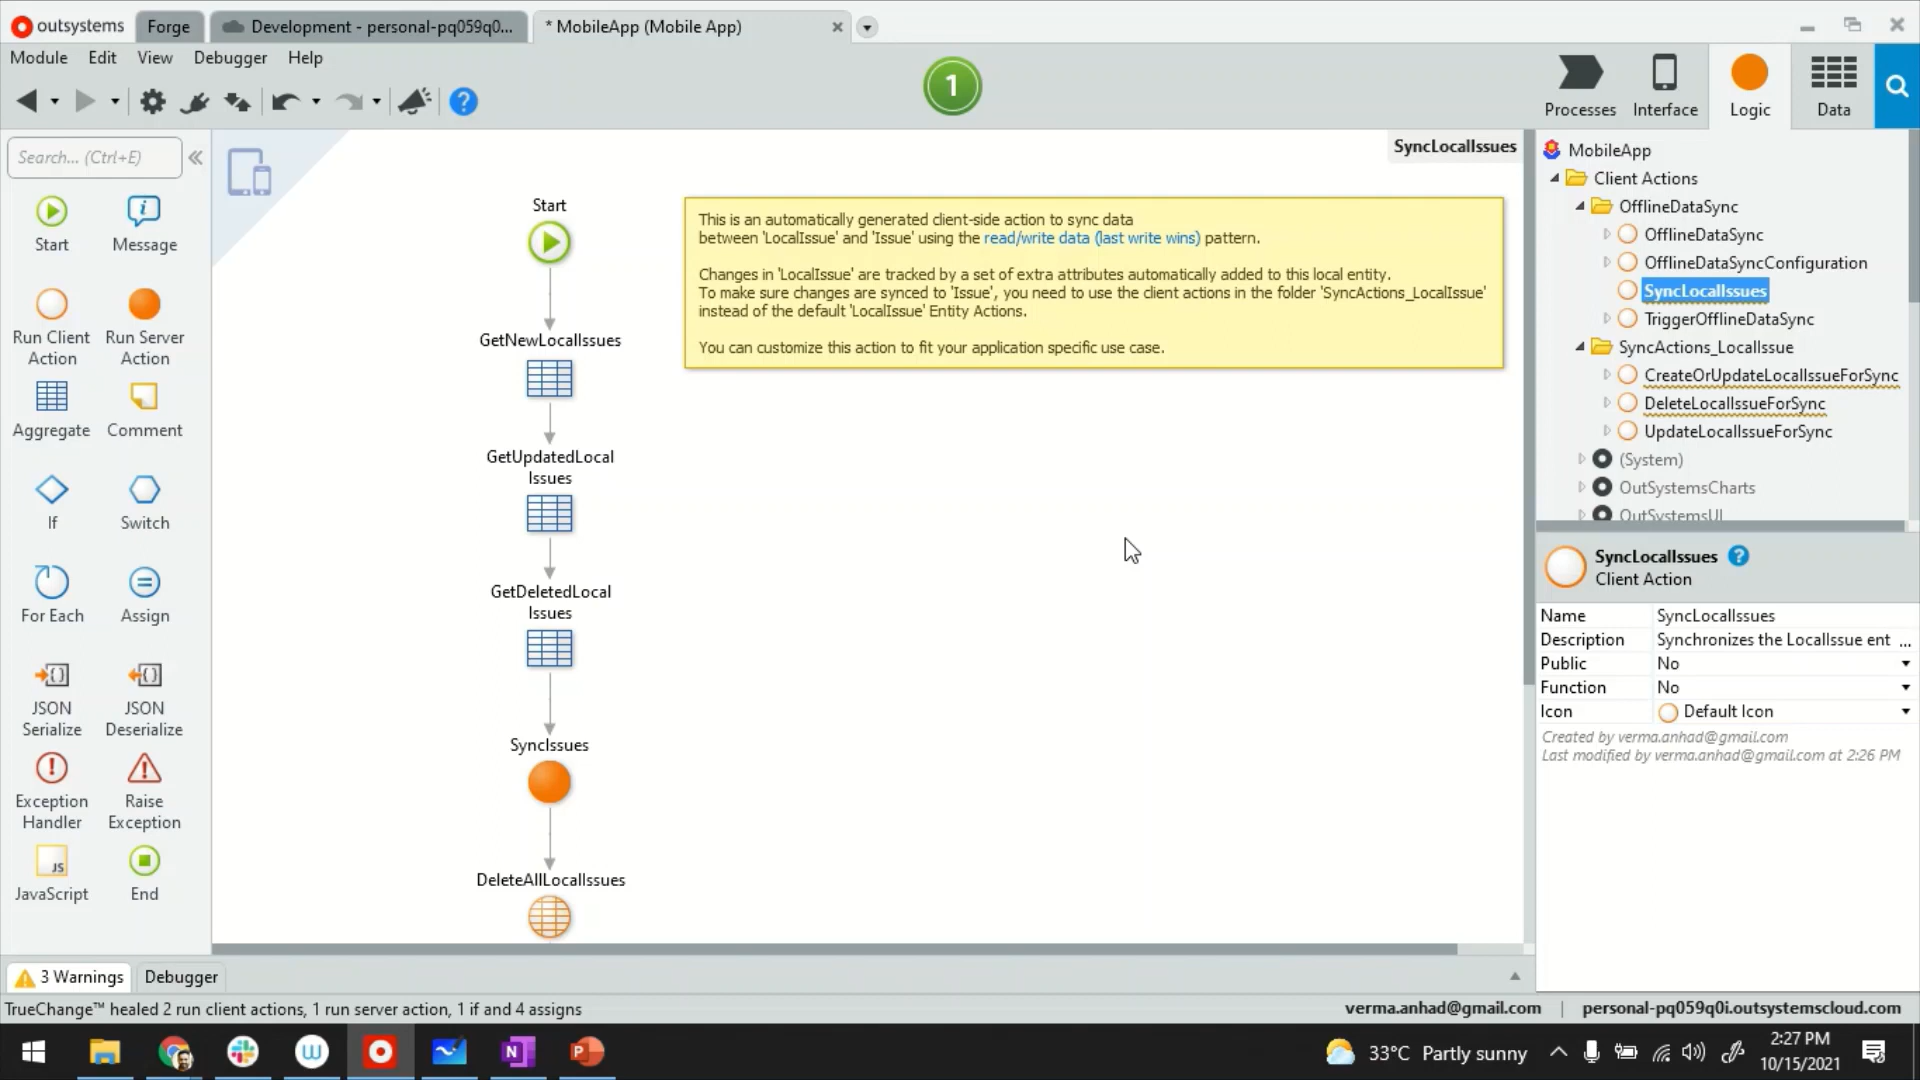 outsystems
Forge
Development - personal-pq059q0...
* MobileApp (Mobile App)
Module
Edit
View
Debugger
Help
1
Processes
Interface
Logic
Data
Search... (Ctrl+E)
Start
Message
Run Client
Action
Run Server
Action
Aggregate
Comment
If
Switch
For Each
Assign
JSON
Serialize
JSON
Deserialize
Exception
Handler
Raise
Exception
JS
JavaScript
End
SyncLocalIssues
Start
GetNewLocalIssues
GetUpdatedLocal
Issues
GetDeletedLocal
Issues
SyncIssues
DeleteAllLocalIssues
This is an automatically generated client-side action to sync data
between 'LocalIssue' and 'Issue' using the read/write data (last write wins) pattern.
Changes in 'LocalIssue' are tracked by a set of extra attributes automatically added to this local entity.
To make sure changes are synced to 'Issue', you need to use the client actions in the folder 'SyncActions_LocalIssue'
instead of the default 'LocalIssue' Entity Actions.
You can customize this action to fit your application specific use case.
MobileApp
Client Actions
OfflineDataSync
OfflineDataSync
OfflineDataSyncConfiguration
SyncLocalIssues
TriggerOfflineDataSync
SyncActions_LocalIssue
CreateOrUpdateLocalIssueForSync
DeleteLocalIssueForSync
UpdateLocalIssueForSync
(System)
OutSystemsCharts
OutSystemsUI
SyncLocalIssues
Client Action
Name SyncLocalIssues
Description Synchronizes the LocalIssue ent ...
Public No
Function No
Icon Default Icon
Created by verma.anhad@gmail.com
Last modified by verma.anhad@gmail.com at 2:26 PM
3 Warnings
Debugger
TrueChange™ healed 2 run client actions, 1 run server action, 1 if and 4 assigns
verma.anhad@gmail.com | personal-pq059q0i.outsystemscloud.com
33°C Partly sunny
2:27 PM
10/15/2021